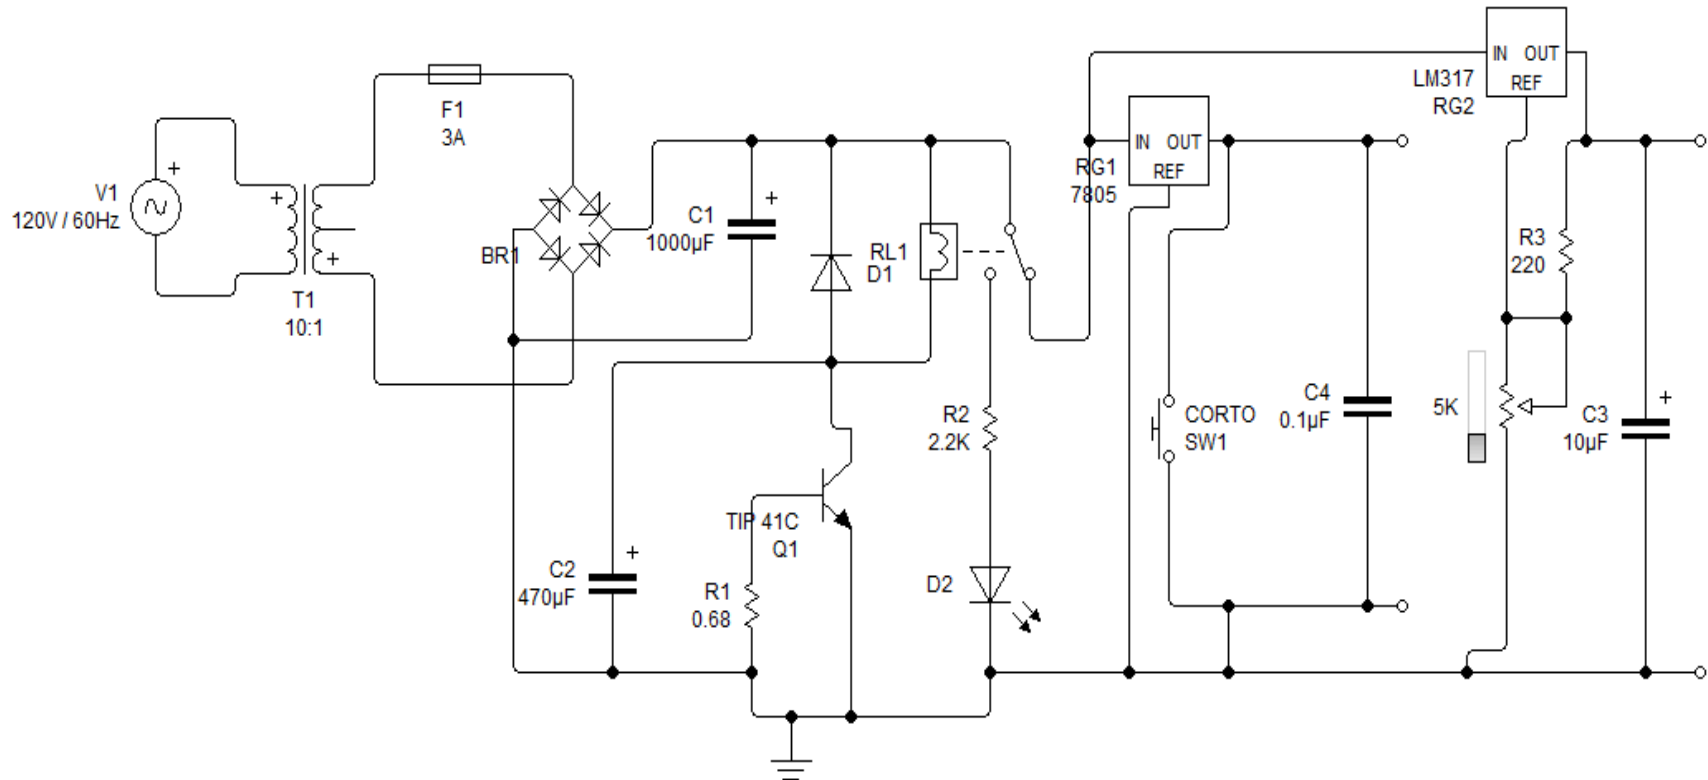 V1
120V / 60Hz
+
+
+
T1
10:1
F1
3A
BR1
C1
1000µF
+
RL1
D1
C2
470µF
+
TIP 41C
Q1
R1
0.68
R2
2.2K
D2
IN OUT
REF
RG1
7805
CORTO
SW1
C4
0.1µF
IN OUT
REF
LM317
RG2
R3
220
5K
C3
10µF
+